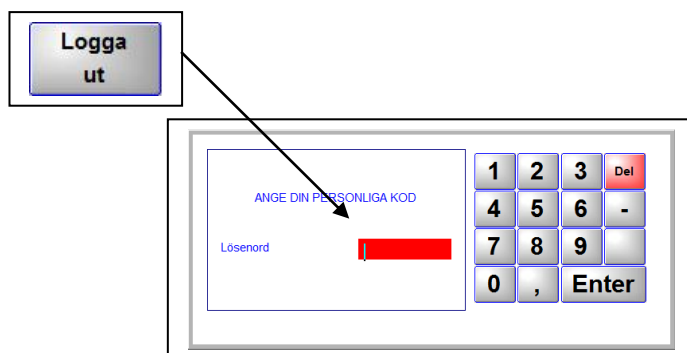 Logga
ut
ANGE DIN PERSONLIGA KOD
Lösenord
1 2 3 Del
4 5 6 -
7 8 9
0 , Enter